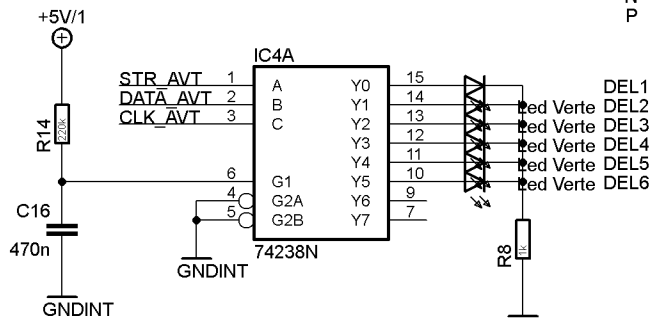 N
+5V/1
P
IC4A
STR_AVT 1 A Y0 15 DEL1
DATA_AVT 2 B Y1 14 Led Verte DEL2
CLK_AVT 3 C Y2 13 Led Verte DEL3
Y3 12 Led Verte DEL4
R14 220k
Y4 11 Led Verte DEL5
6 G1 Y5 10 Led Verte DEL6
4 G2A Y6 9
5 G2B Y7 7
C16
470n
74238N
R8 1k
GNDINT
GNDINT